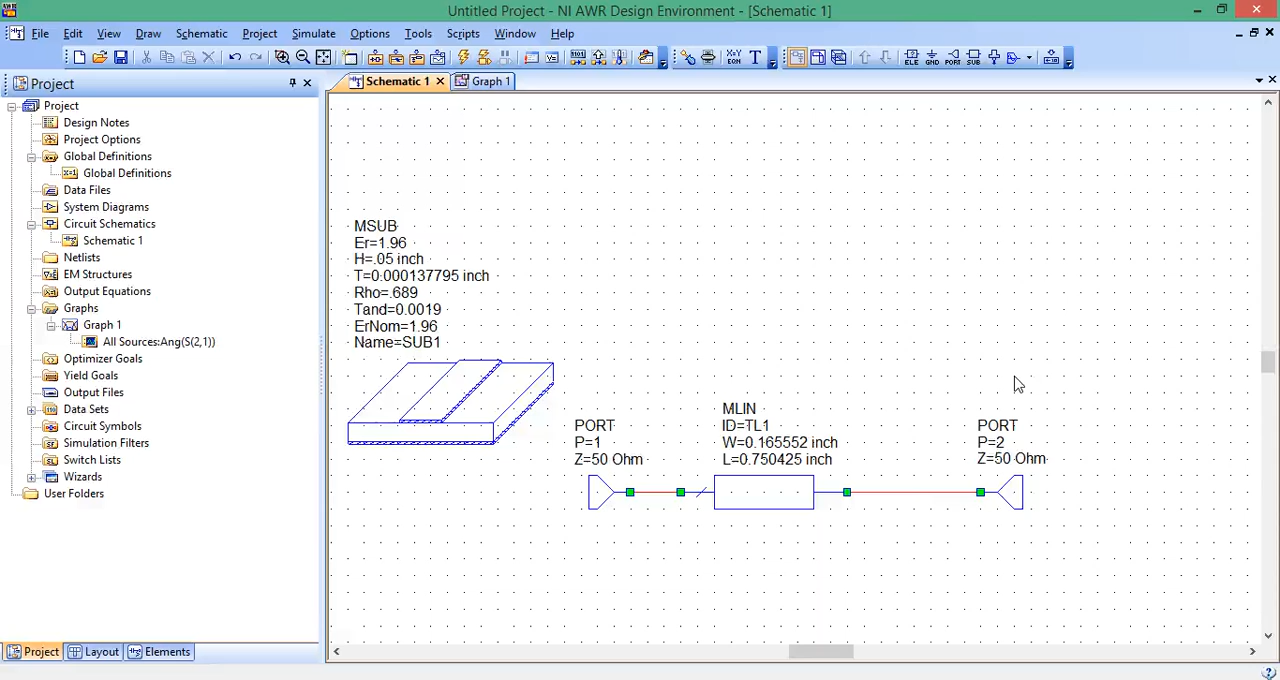 Untitled Project - NI AWR Design Environment - [Schematic 1]
File Edit View Draw Schematic Project Simulate Options Tools Scripts Window Help
X=Y EQN T ELE GND PORT SUB
Project
Schematic 1
Graph 1
Project
Design Notes
Project Options
Global Definitions
Global Definitions
Data Files
System Diagrams
Circuit Schematics
Schematic 1
Netlists
EM Structures
Output Equations
Graphs
Graph 1
All Sources:Ang(S(2,1))
Optimizer Goals
Yield Goals
Output Files
Data Sets
Circuit Symbols
Simulation Filters
Switch Lists
Wizards
User Folders
Project Layout Elements
MSUB
Er=1.96
H=.05 inch
T=0.000137795 inch
Rho=.689
Tand=0.0019
ErNom=1.96
Name=SUB1
PORT
P=1
Z=50 Ohm
MLIN
ID=TL1
W=0.165552 inch
L=0.750425 inch
PORT
P=2
Z=50 Ohm